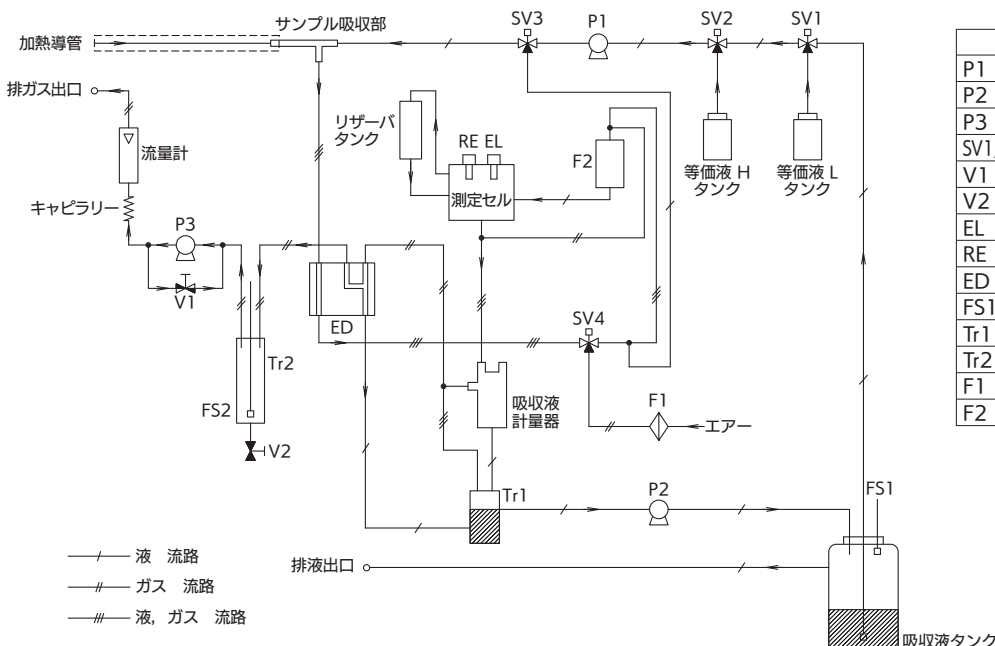 サンプル吸収部
SV3
P1
SV2
SV1
加熱導管
排ガス出口
リザーバ
タンク
RE EL
F2
等価液 H
タンク
等価液 L
タンク
流量計
測定セル
キャピラリー
P3
V1
ED
SV4
Tr2
FS2
吸収液
計量器
F1
エアー
V2
Tr1
P2
FS1
液 流路
ガス 流路
液, ガス 流路
排液出口
吸収液タンク
P1
P2
P3
SV1,
V1
V2
EL
RE
ED
FS1
Tr1
Tr2
F1
F2